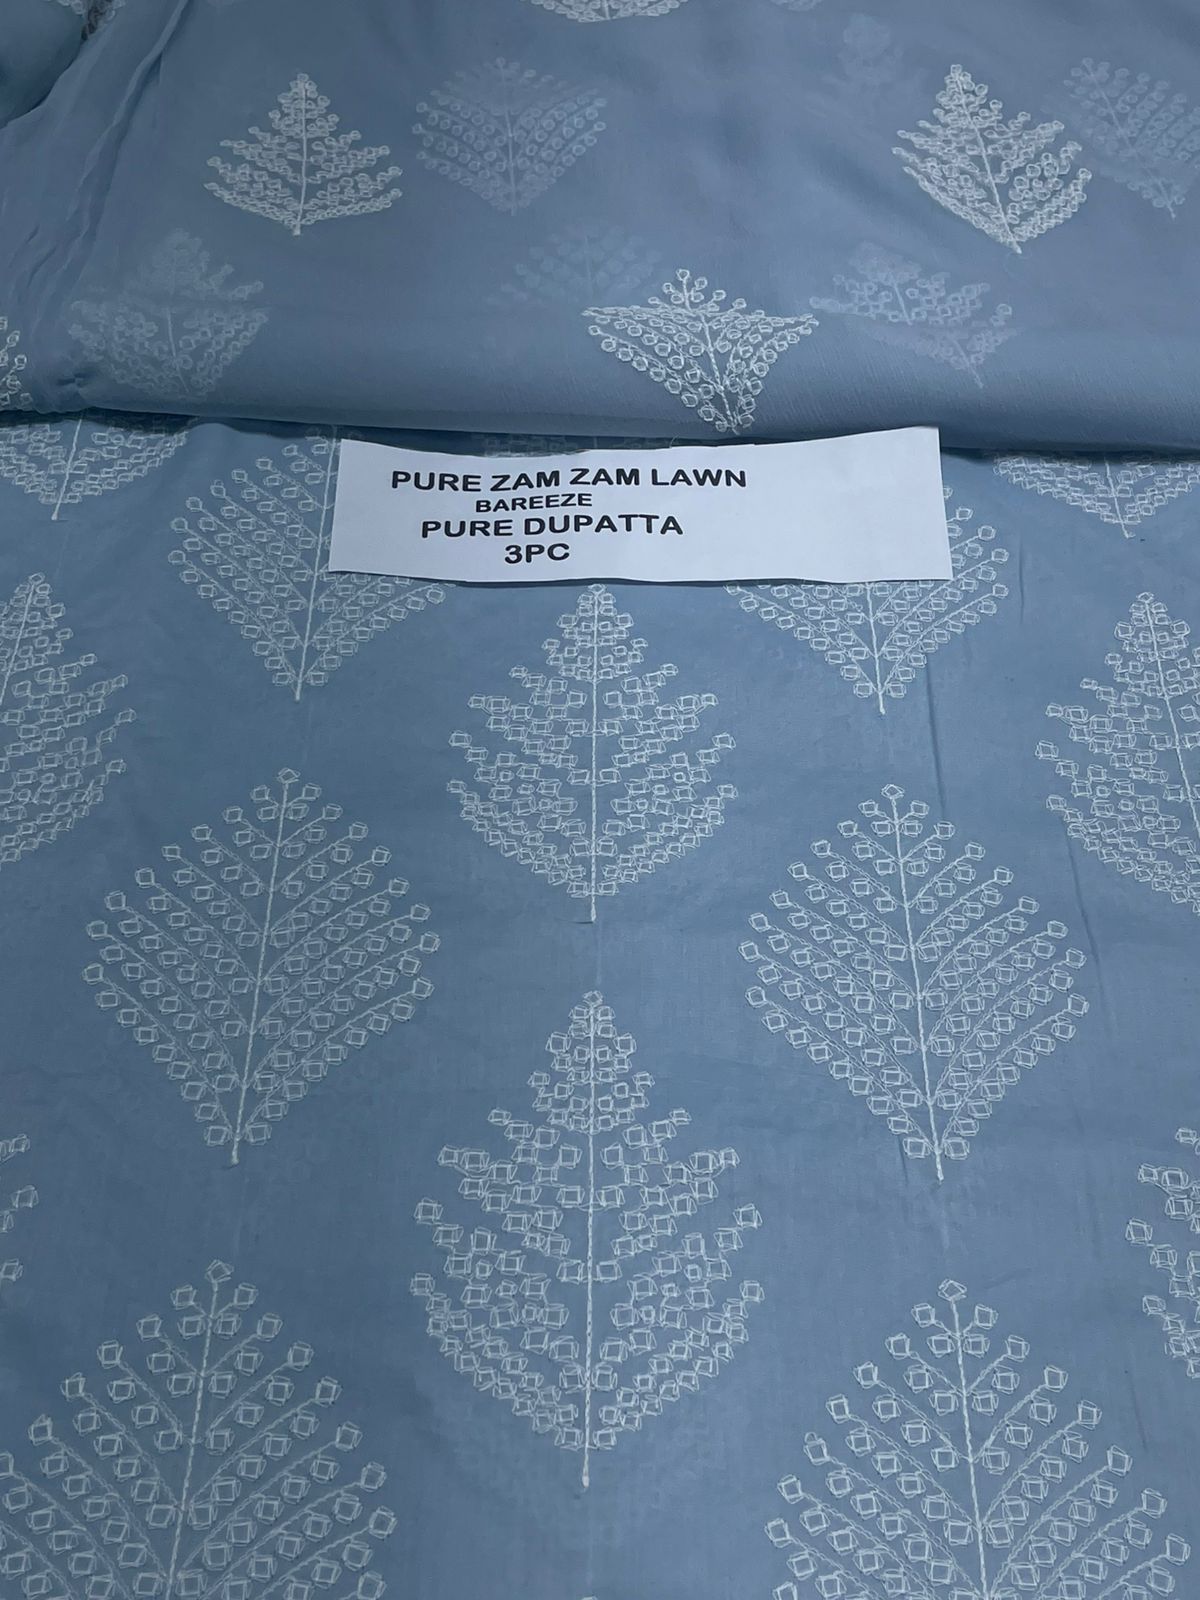 PURE ZAM ZAM LAWN
BAREEZE
PURE DUPATTA
3PC